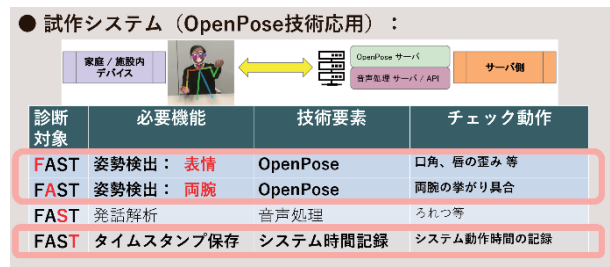 ● 試作システム（OpenPose技術応用）：
家庭 / 施設内
デバイス
OpenPose サーバ
音声処理 サーバ / API
サーバ側
診断対象 必要機能 技術要素 チェック動作
FAST 姿勢検出： 表情 OpenPose 口角、唇の歪み 等
FAST 姿勢検出： 両腕 OpenPose 両腕の挙がり具合
FAST 発話解析 音声処理 ろれつ等
FAST タイムスタンプ保存 システム時間記録 システム動作時間の記録